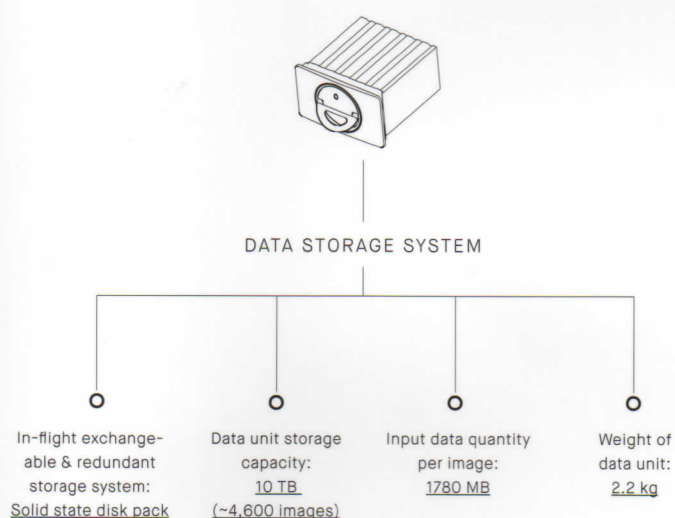 DATA STORAGE SYSTEM
In-flight exchange-
able & redundant
storage system:
Solid state disk pack
Data unit storage
capacity:
10 TB
(~4,600 images)
Input data quantity
per image:
1780 MB
Weight of
data unit:
2.2 kg